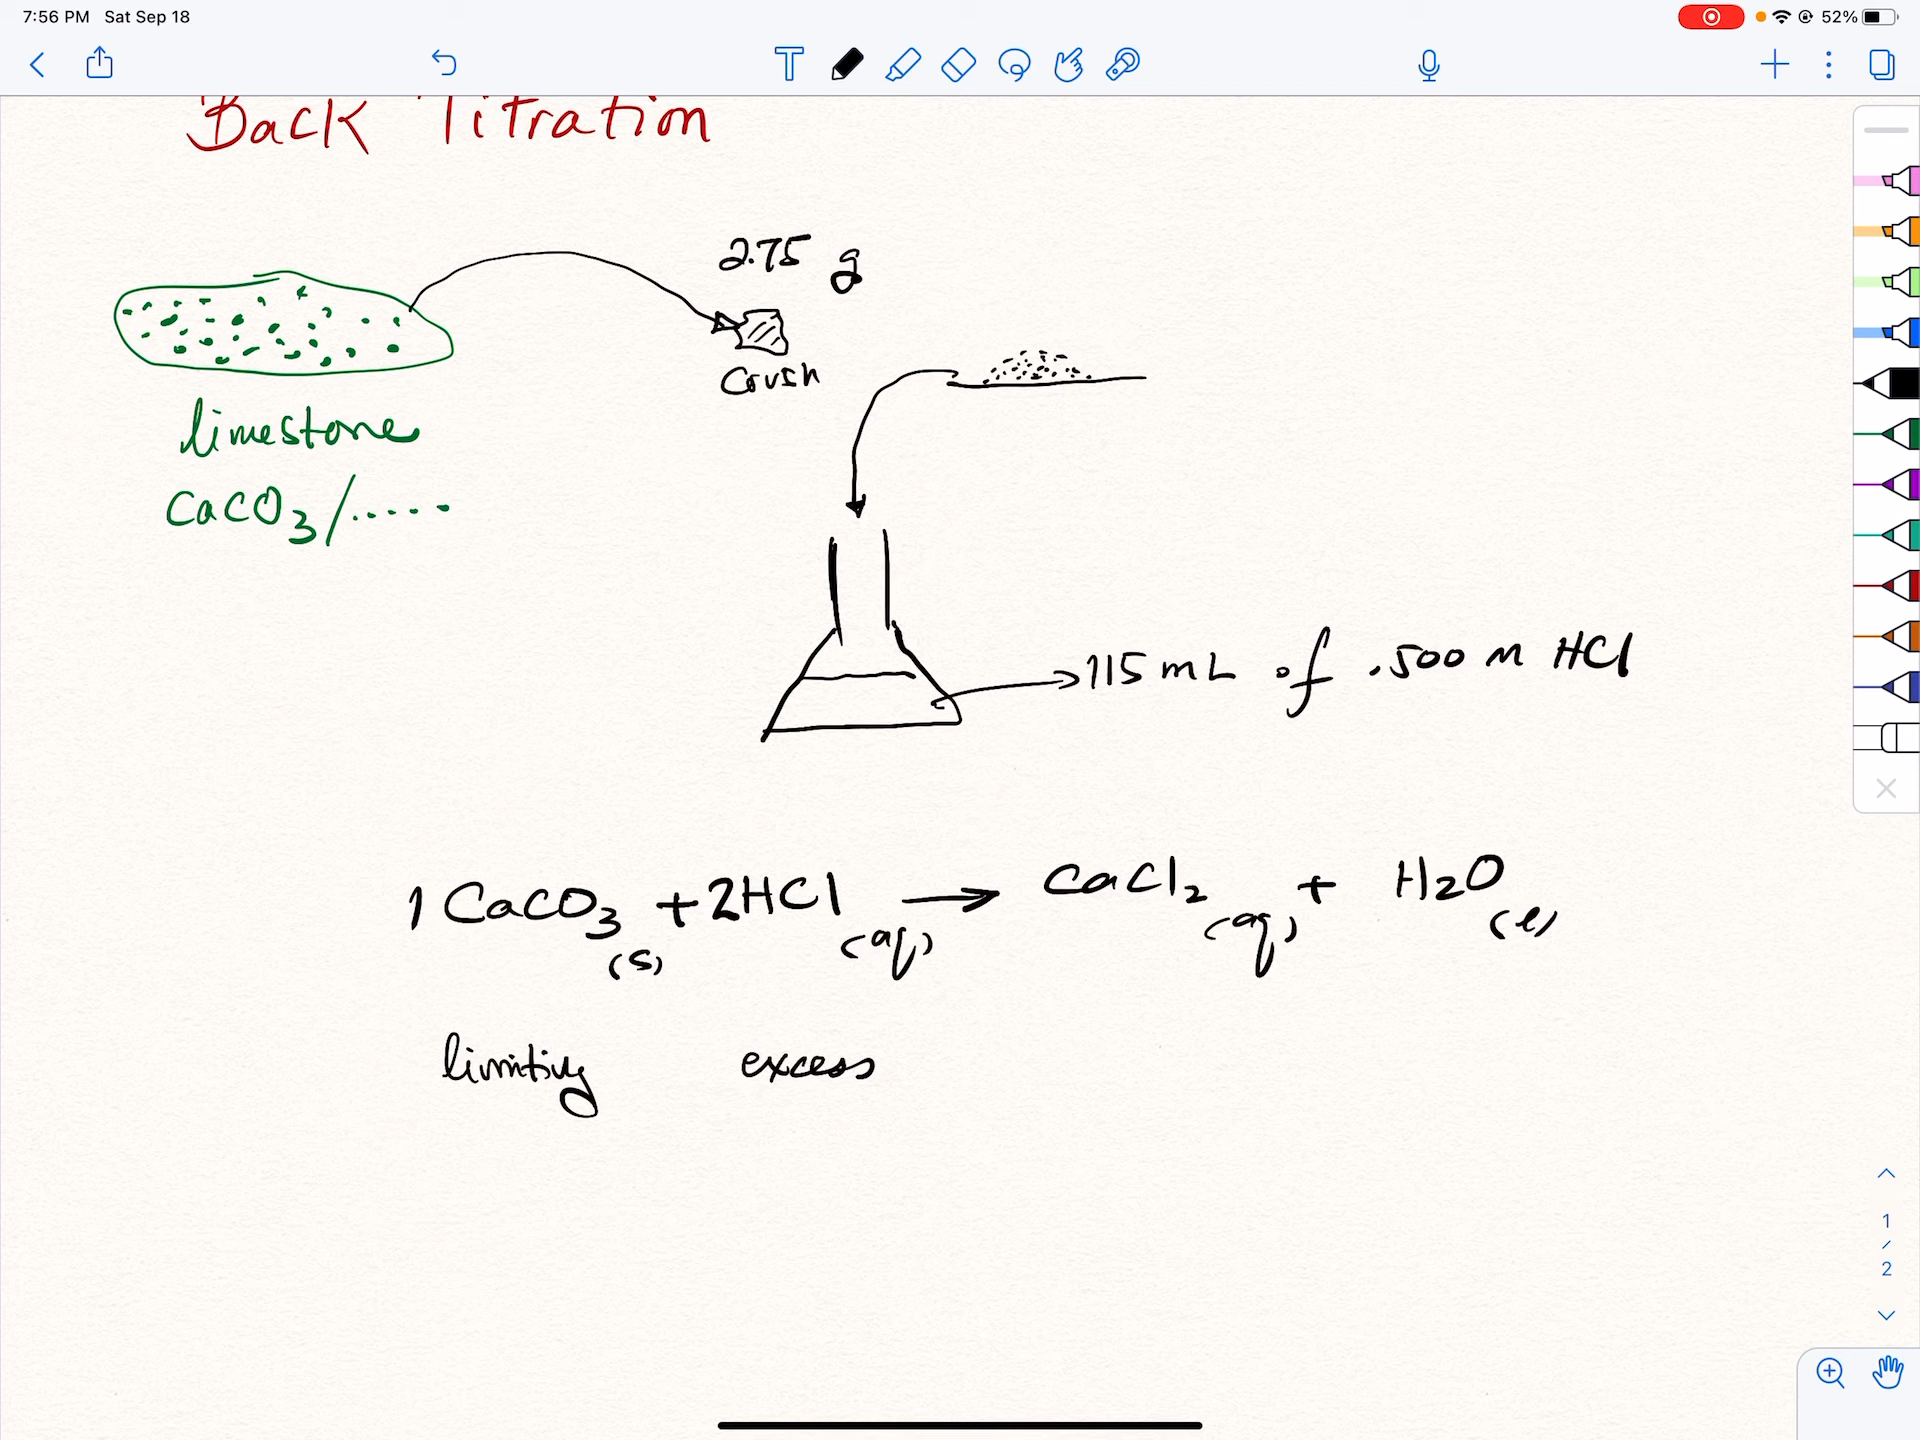 7:56 PM Sat Sep 18
52%
T
Back Titration
2.75 g
Crush
limestone
CaCO3/.....
115 mL of .500 M HCl
1 CaCO3(s) + 2HCl(aq) → CaCl2(aq) + H2O(l)
limiting excess
1
/
2